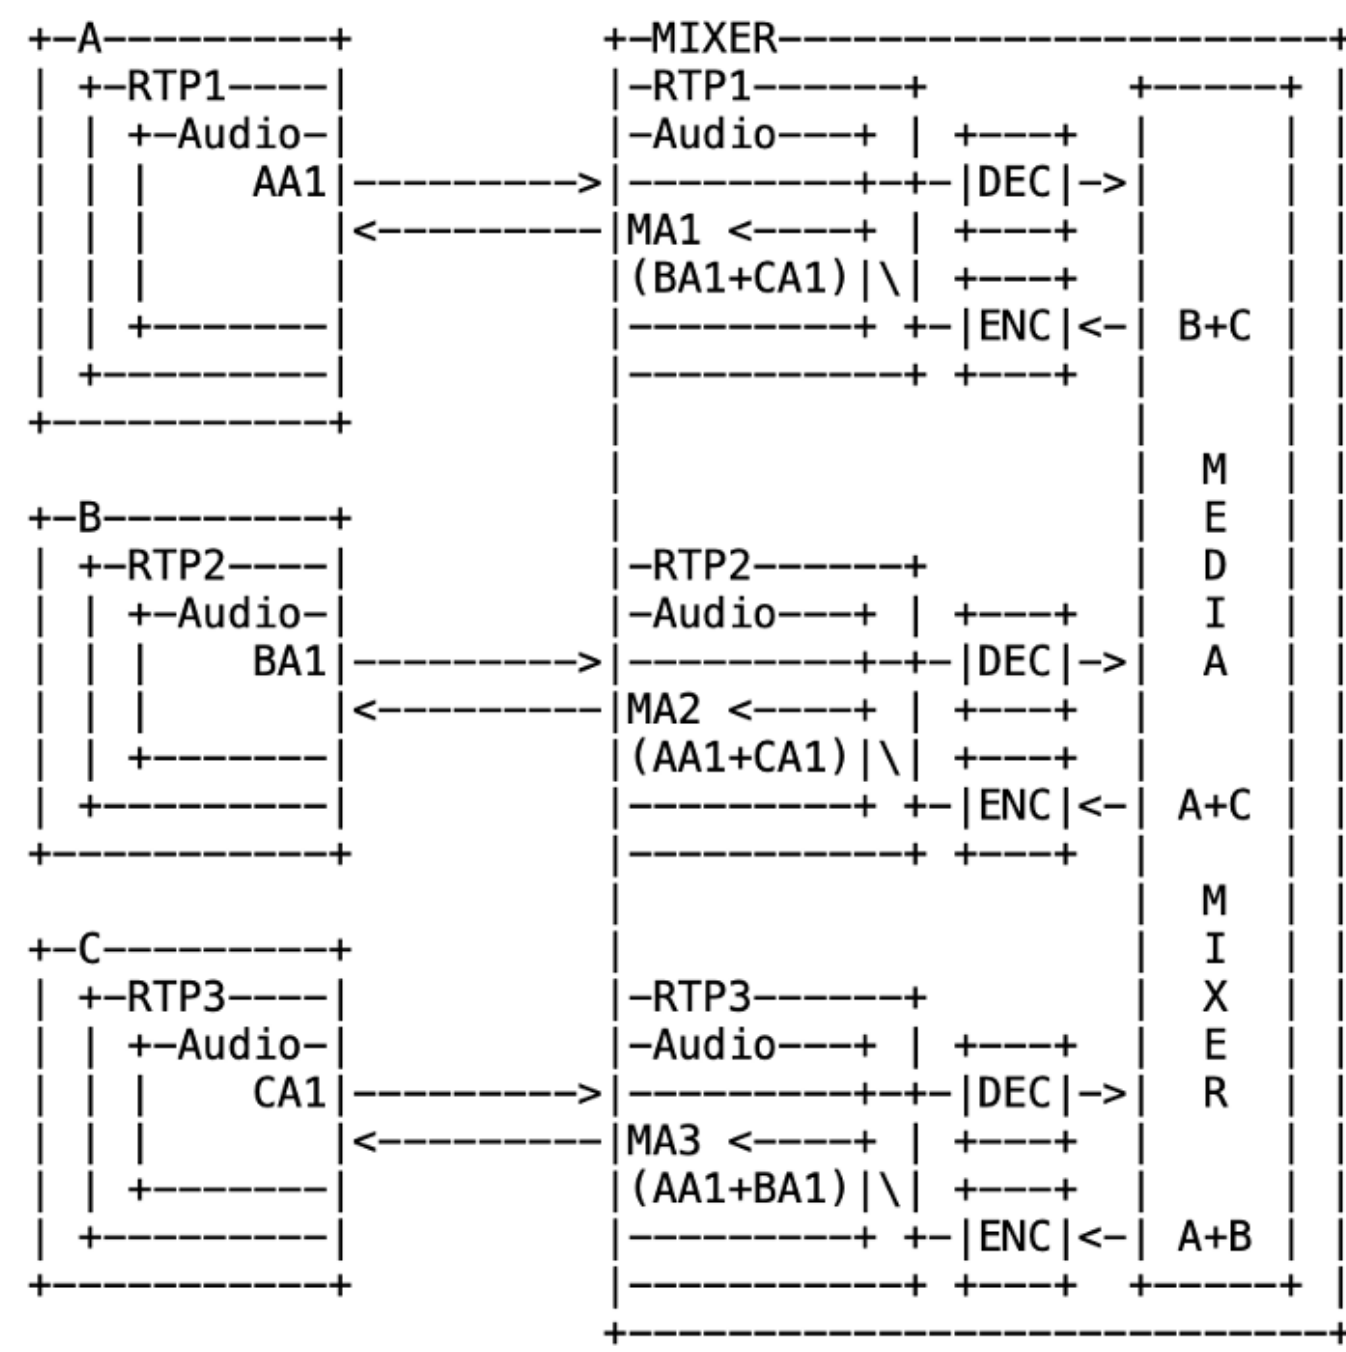 +-A---------+                +-MIXER----------------------------------+
|  +-RTP1----|                |-RTP1------+            +-----+  |
|  |  +-Audio-|                |-Audio---+  |  +---+   |     |  |
|  |  |    AA1|--------->|---------+-+-|DEC|->|     |  |
|  |  |       |<---------|MA1 <----+  |  +---+   |     |  |
|  |  |       |                |(BA1+CA1)|\|  +---+   |     |  |
|  |  +-------|                |---------+ +-|ENC|<-| B+C |  |
|  +---------|                |-----------+ +---+   |     |  |
+-----------+                |                          |     |  |
|                          |  M  |  |
+-B---------+                |                          |  E  |  |
|  +-RTP2----|                |-RTP2------+            |  D  |  |
|  |  +-Audio-|                |-Audio---+  |  +---+   |  I  |  |
|  |  |    BA1|--------->|---------+-+-|DEC|->|  A  |  |
|  |  |       |<---------|MA2 <----+  |  +---+   |     |  |
|  |  +-------|                |(AA1+CA1)|\|  +---+   |     |  |
|  +---------|                |---------+ +-|ENC|<-| A+C |  |
+-----------+                |-----------+ +---+   |     |  |
|                          |  M  |  |
+-C---------+                |                          |  I  |  |
|  +-RTP3----|                |-RTP3------+            |  X  |  |
|  |  +-Audio-|                |-Audio---+  |  +---+   |  E  |  |
|  |  |    CA1|--------->|---------+-+-|DEC|->|  R  |  |
|  |  |       |<---------|MA3 <----+  |  +---+   |     |  |
|  |  +-------|                |(AA1+BA1)|\|  +---+   |     |  |
|  +---------|                |---------+ +-|ENC|<-| A+B |  |
+-----------+                |-----------+ +---+   +-----+  |
+----------------------------------------+